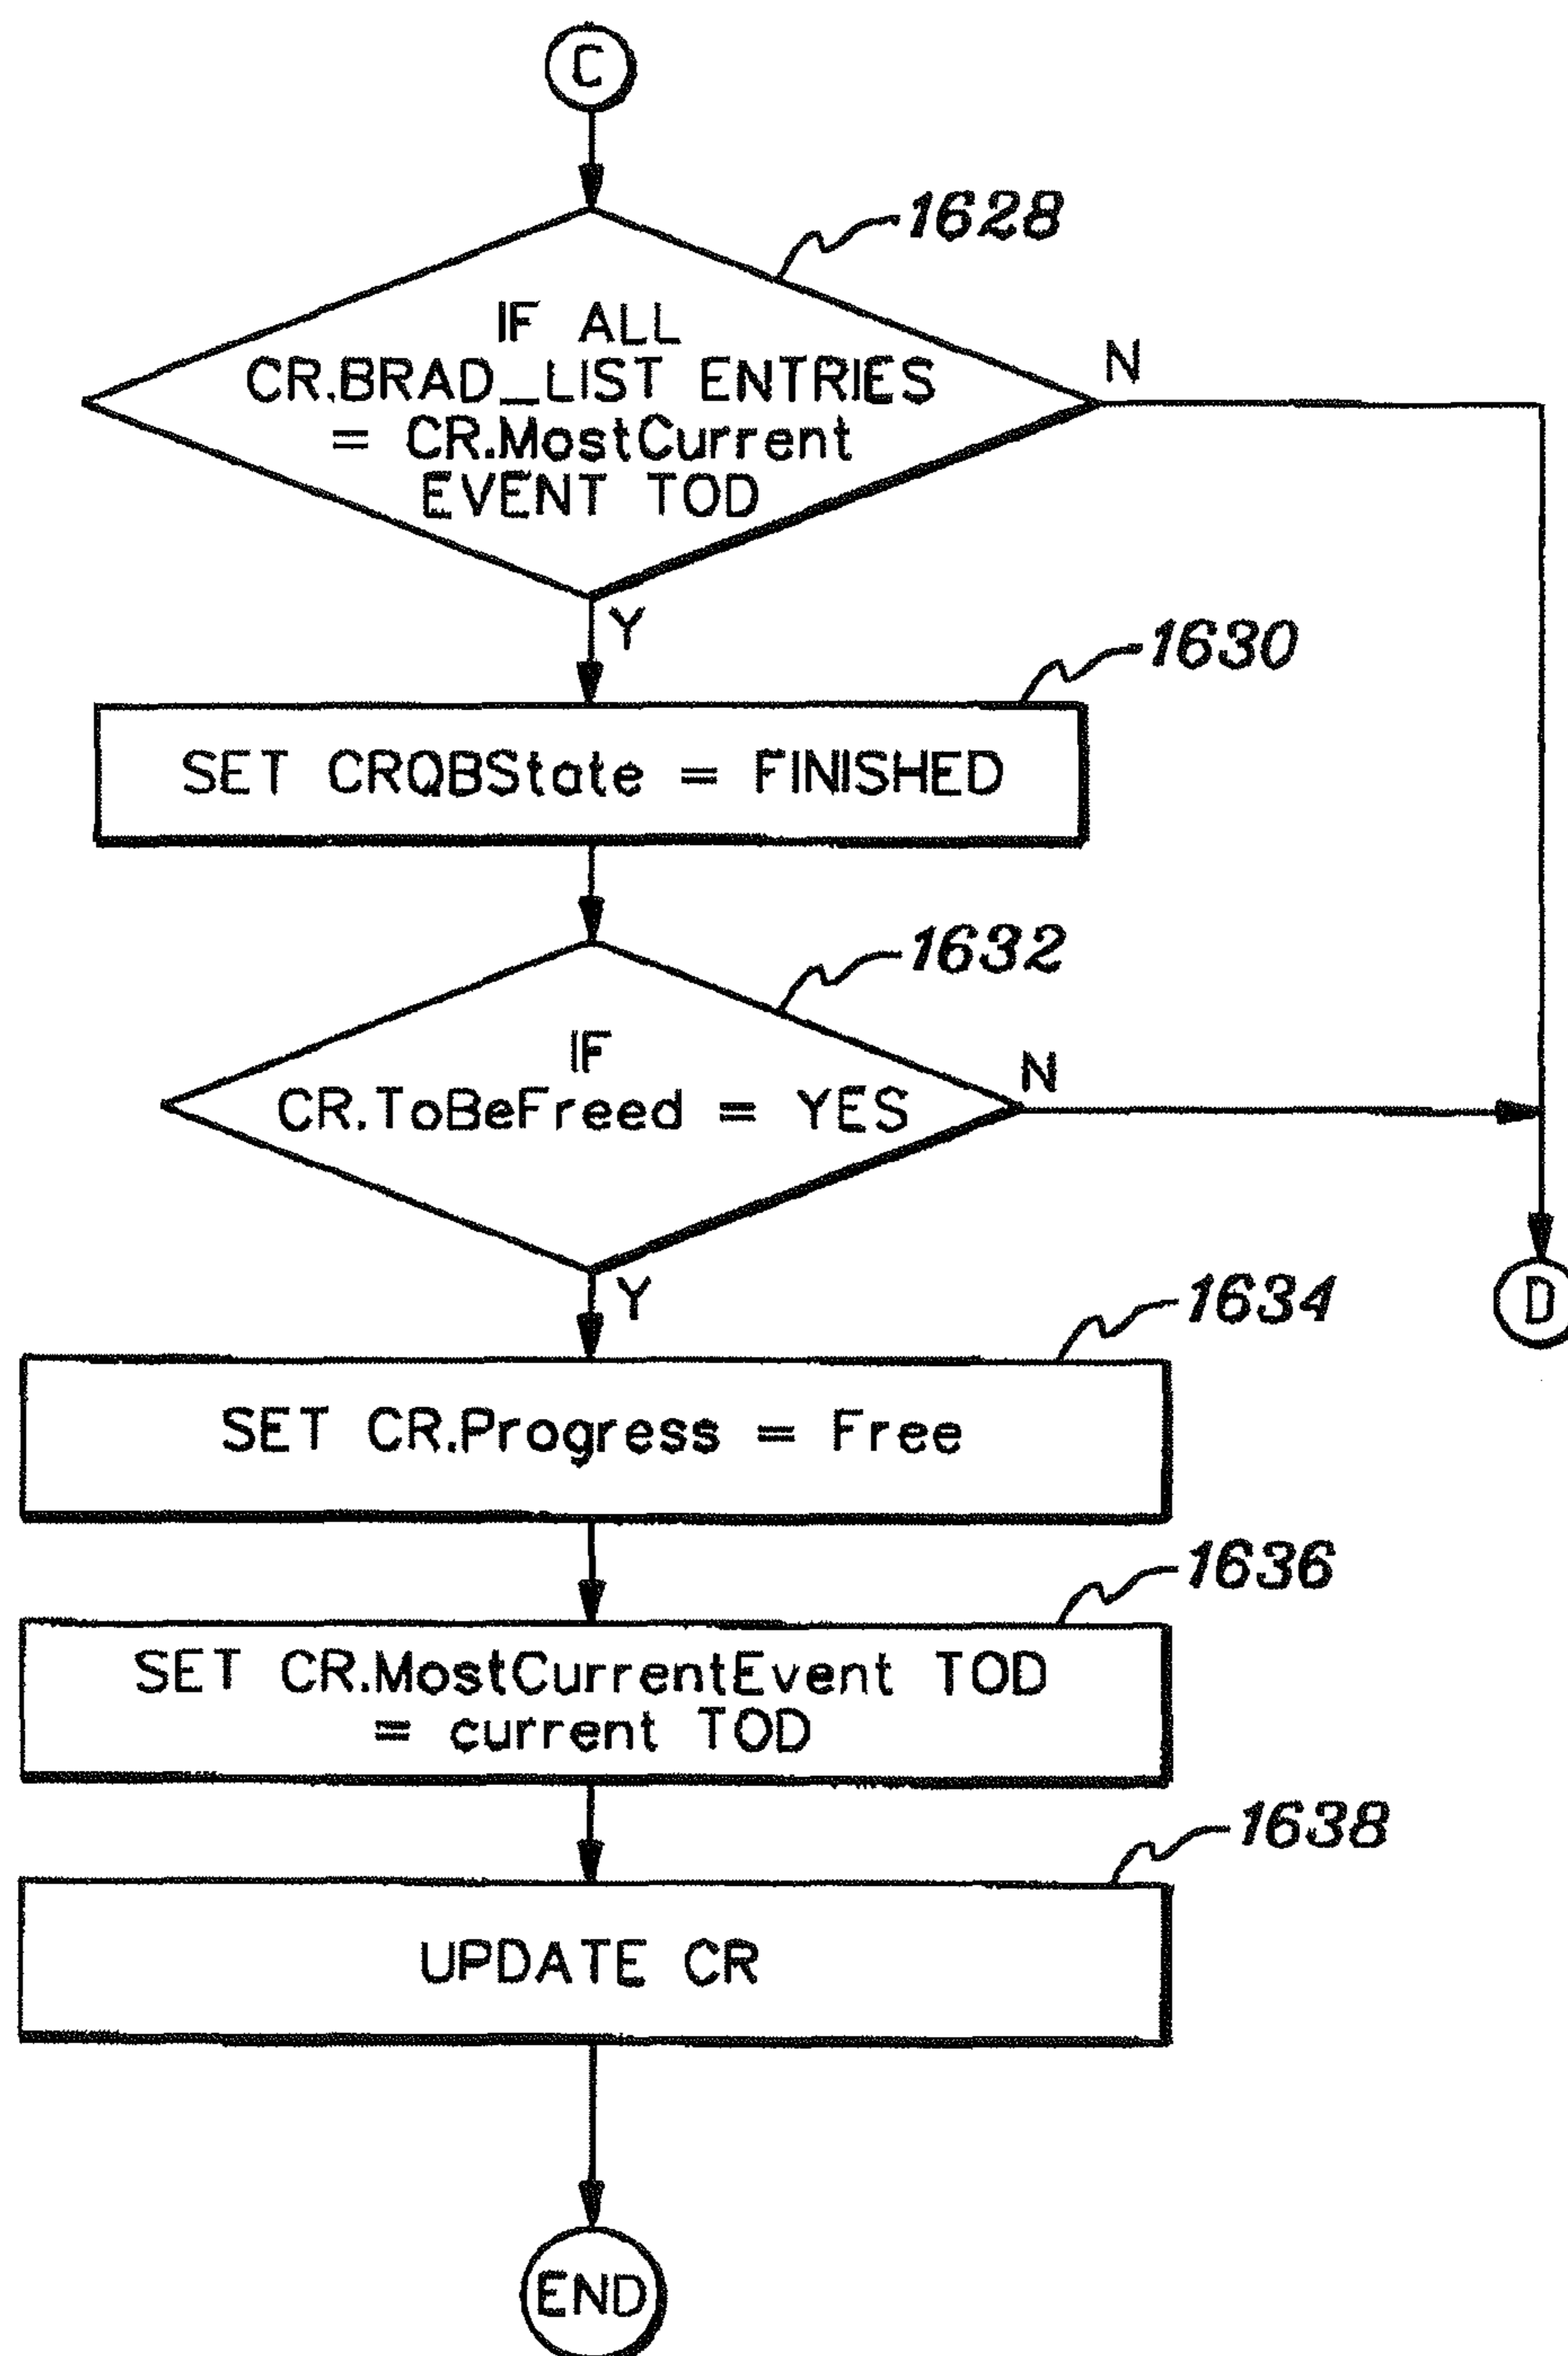 C
1628
IF ALL
CR.BRAD_LIST ENTRIES
= CR.MostCurrent
EVENT TOD
N
Y
1630
SET CRQBState = FINISHED
1632
IF
CR.ToBeFreed = YES
N
Y
D
1634
SET CR.Progress = Free
1636
SET CR.MostCurrentEvent TOD
= current TOD
1638
UPDATE CR
END